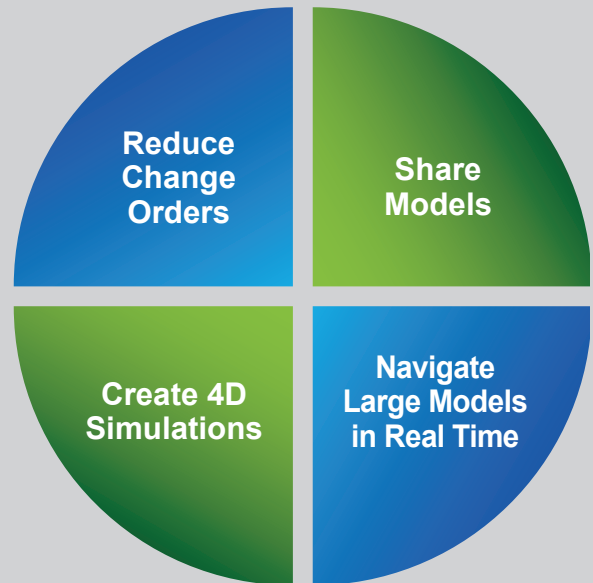 Reduce
Change
Orders
Share
Models
Create 4D
Simulations
Navigate
Large Models
in Real Time